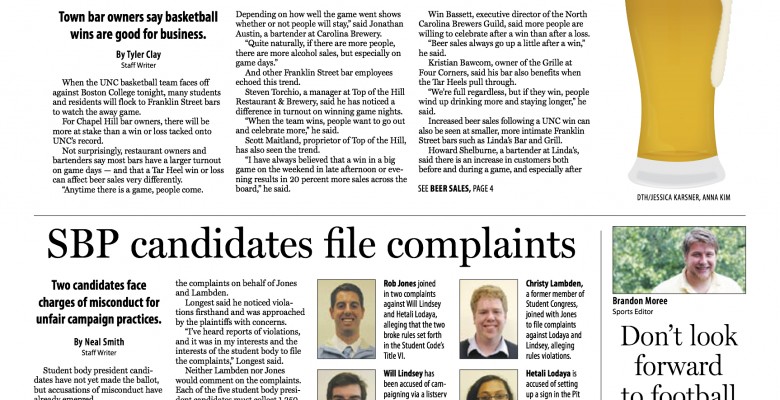 Town bar owners say basketball
wins are good for business.
By Tyler Clay
Staff Writer
When the UNC basketball team faces off
against Boston College tonight, many students
and residents will flock to Franklin Street bars
to watch the away game.
For Chapel Hill bar owners, there will be
more at stake than a win or loss tacked onto
UNC's record.
Not surprisingly, restaurant owners and
bartenders say most bars have a larger turnout
on game days — and that a Tar Heel win or loss
can affect beer sales very differently.
"Anytime there is a game, people come.
Depending on how well the game went shows
whether or not people will stay," said Jonathan
Austin, a bartender at Carolina Brewery.
"Quite naturally, if there are more people,
there are more alcohol sales, but especially on
game days."
And other Franklin Street bar employees
echoed this trend.
Steven Torchio, a manager at Top of the Hill
Restaurant & Brewery, said he has noticed a
difference in turnout on winning game nights.
"When the team wins, people want to go out
and celebrate more," he said.
Scott Maitland, proprietor of Top of the Hill,
has also seen the trend.
"I have always believed that a win in a big
game on the weekend in late afternoon or eve-
ning results in 20 percent more sales across the
board," he said.
Win Bassett, executive director of the North
Carolina Brewers Guild, said more people are
willing to celebrate after a win than after a loss.
"Beer sales always go up a little after a win,"
he said.
Kristian Bawcom, owner of the Grille at
Four Corners, said his bar also benefits when
the Tar Heels pull through.
"We're full regardless, but if they win, people
wind up drinking more and staying longer," he
said.
Increased beer sales following a UNC win can
also be seen at smaller, more intimate Franklin
Street bars such as Linda's Bar and Grill.
Howard Shelburne, a bartender at Linda's,
said there is an increase in customers both
before and during a game, and especially after
SEE BEER SALES, PAGE 4
DTH/JESSICA KARSNER, ANNA KIM
SBP candidates file complaints
Two candidates face
charges of misconduct for
unfair campaign practices.
By Neal Smith
Staff Writer
Student body president candi-
dates have not yet made the ballot,
but accusations of misconduct have
already emerged.
the complaints on behalf of Jones
and Lambden.
Longest said he noticed viola-
tions firsthand and was approached
by the plaintiffs with concerns.
"I've heard reports of violations,
and it was in my interests and the
interests of the student body to file
the complaints," Longest said.
Neither Lambden nor Jones
would comment on the complaints.
Each of the five student body presi-
dent candidates must collect 1,250
Rob Jones joined
in two complaints
against Will Lindsey
and Hetali Lodaya,
alleging that the two
broke rules set forth
in the Student Code's
Title VI.
Christy Lambden,
a former member of
Student Congress,
joined with Jones
to file complaints
against Lodaya and
Lindsey, alleging
rules violations.
Will Lindsey has
been accused of cam-
paigning via a listserv
Hetali Lodaya is
accused of setting
up a sign in the Pit
Brandon Moree
Sports Editor
Don't look
forward
to football